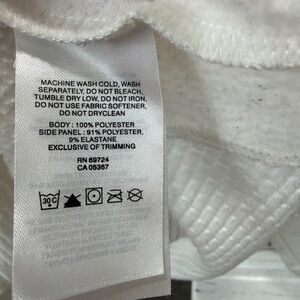 MACHINE WASH COLD, WASH
SEPARATELY, DO NOT BLEACH,
TUMBLE DRY LOW, DO NOT IRON,
DO NOT USE FABRIC SOFTENER,
DO NOT DRYCLEAN
BODY : 100% POLYESTER
SIDE PANEL : 91% POLYESTER,
9% ELASTANE
EXCLUSIVE OF TRIMMING
RN 69724
CA 05367
30 C